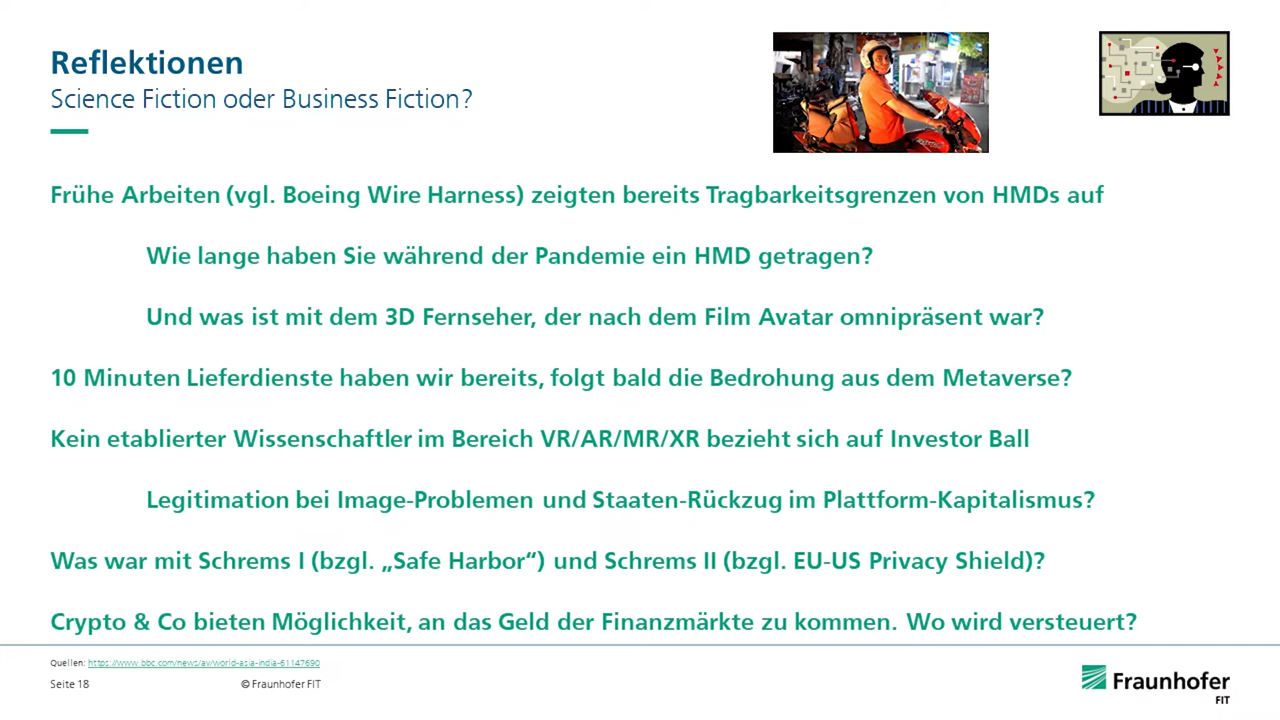 Reflektionen
Science Fiction oder Business Fiction?
Frühe Arbeiten (vgl. Boeing Wire Harness) zeigten bereits Tragbarkeitsgrenzen von HMDs auf
Wie lange haben Sie während der Pandemie ein HMD getragen?
Und was ist mit dem 3D Fernseher, der nach dem Film Avatar omnipräsent war?
10 Minuten Lieferdienste haben wir bereits, folgt bald die Bedrohung aus dem Metaverse?
Kein etablierter Wissenschaftler im Bereich VR/AR/MR/XR bezieht sich auf Investor Ball
Legitimation bei Image-Problemen und Staaten-Rückzug im Plattform-Kapitalismus?
Was war mit Schrems I (bzgl. „Safe Harbor“) und Schrems II (bzgl. EU-US Privacy Shield)?
Crypto & Co bieten Möglichkeit, an das Geld der Finanzmärkte zu kommen. Wo wird versteuert?
Quellen: https://www.bbc.com/news/av/world-asia-india-61147690
Seite 18 © Fraunhofer FIT
Fraunhofer
FIT